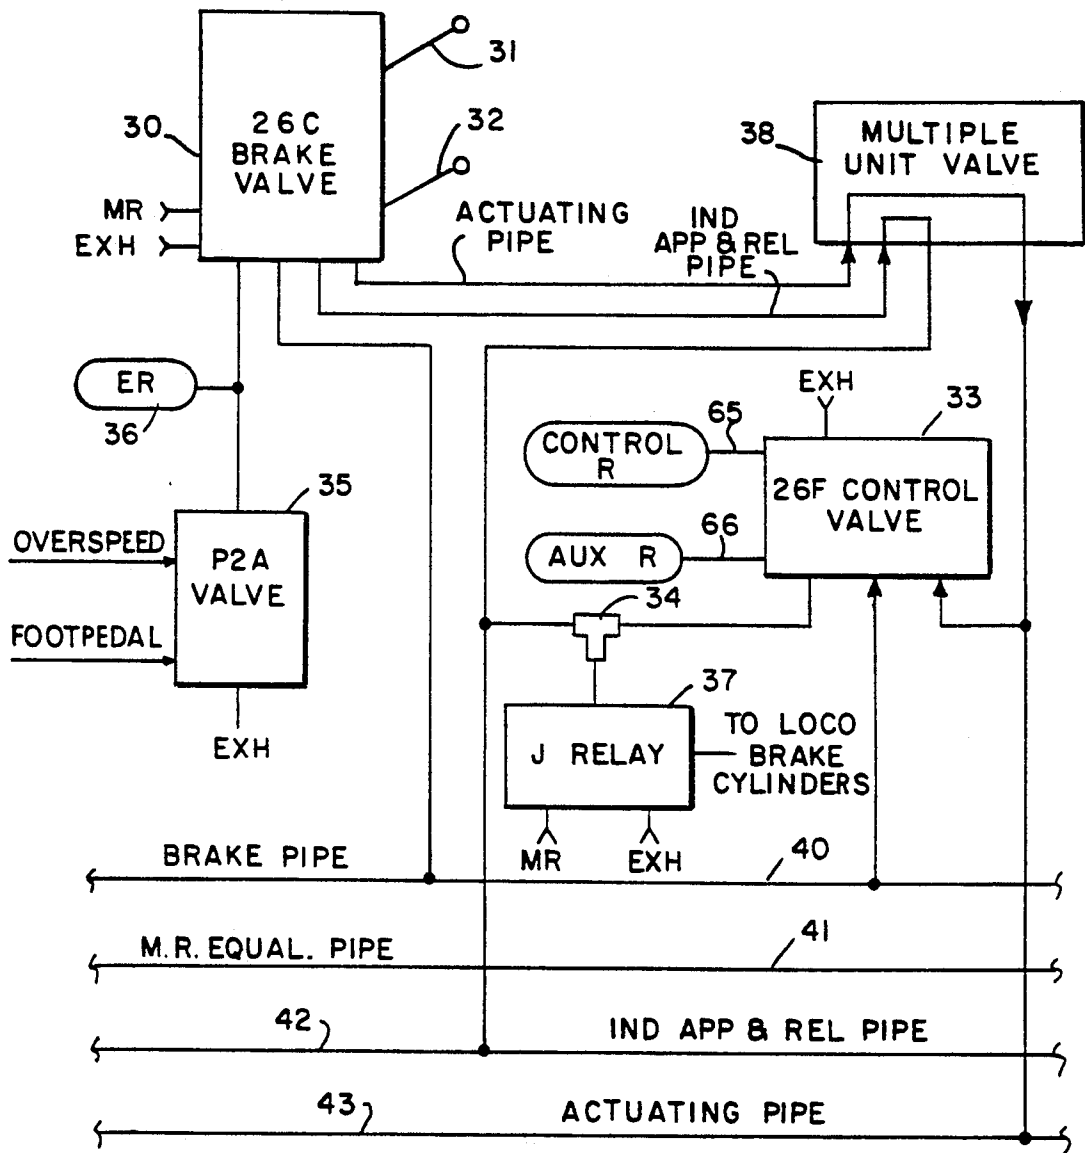 31
26C
BRAKE
VALVE
30
32
MR
EXH
38
MULTIPLE
UNIT VALVE
ACTUATING
PIPE
IND
APP & REL
PIPE
ER
36
EXH
33
65
CONTROL
R
26F CONTROL
VALVE
35
OVERSPEED
P2A
VALVE
66
AUX R
34
FOOTPEDAL
EXH
37
J RELAY
TO LOCO
BRAKE
CYLINDERS
MR
EXH
BRAKE PIPE
40
M.R. EQUAL. PIPE
41
42
IND APP & REL PIPE
43
ACTUATING PIPE